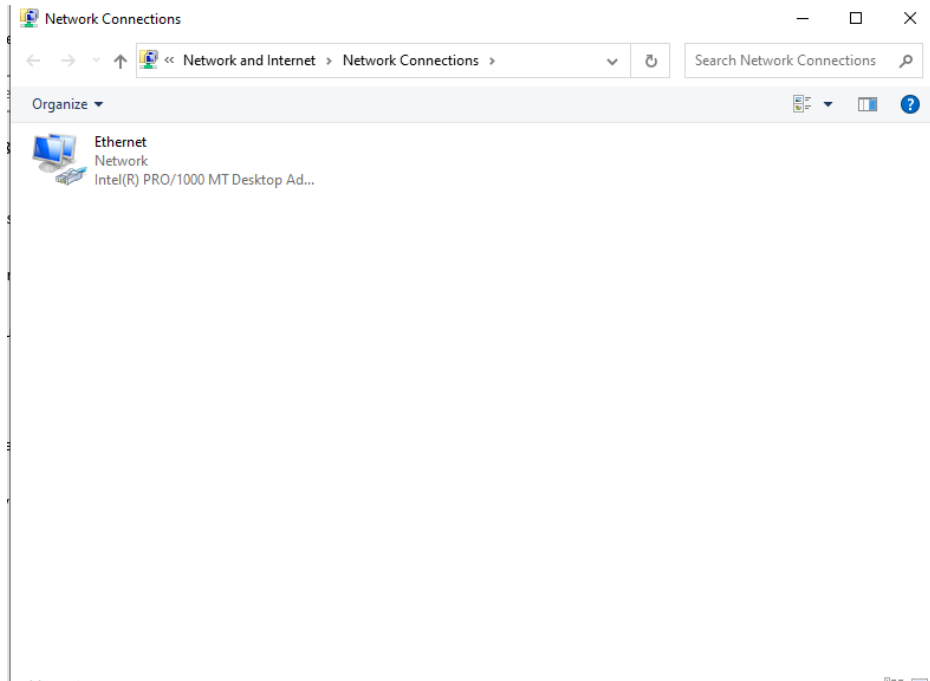 Network Connections
« Network and Internet › Network Connections ›
Search Network Connections
Organize
?
Ethernet
Network
Intel(R) PRO/1000 MT Desktop Ad...